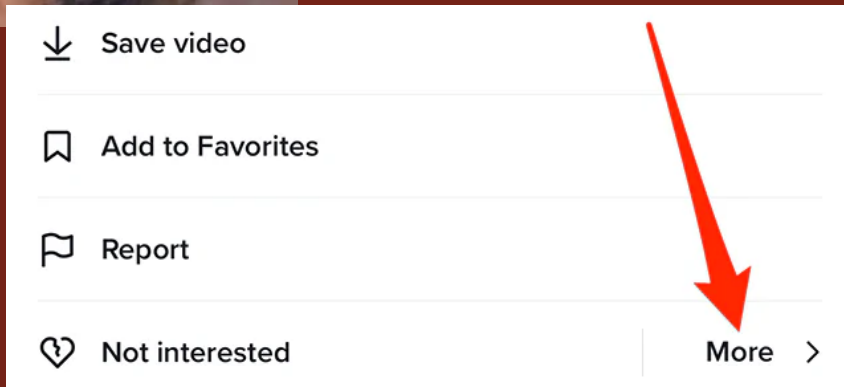 Save video
Add to Favorites
Report
Not interested More